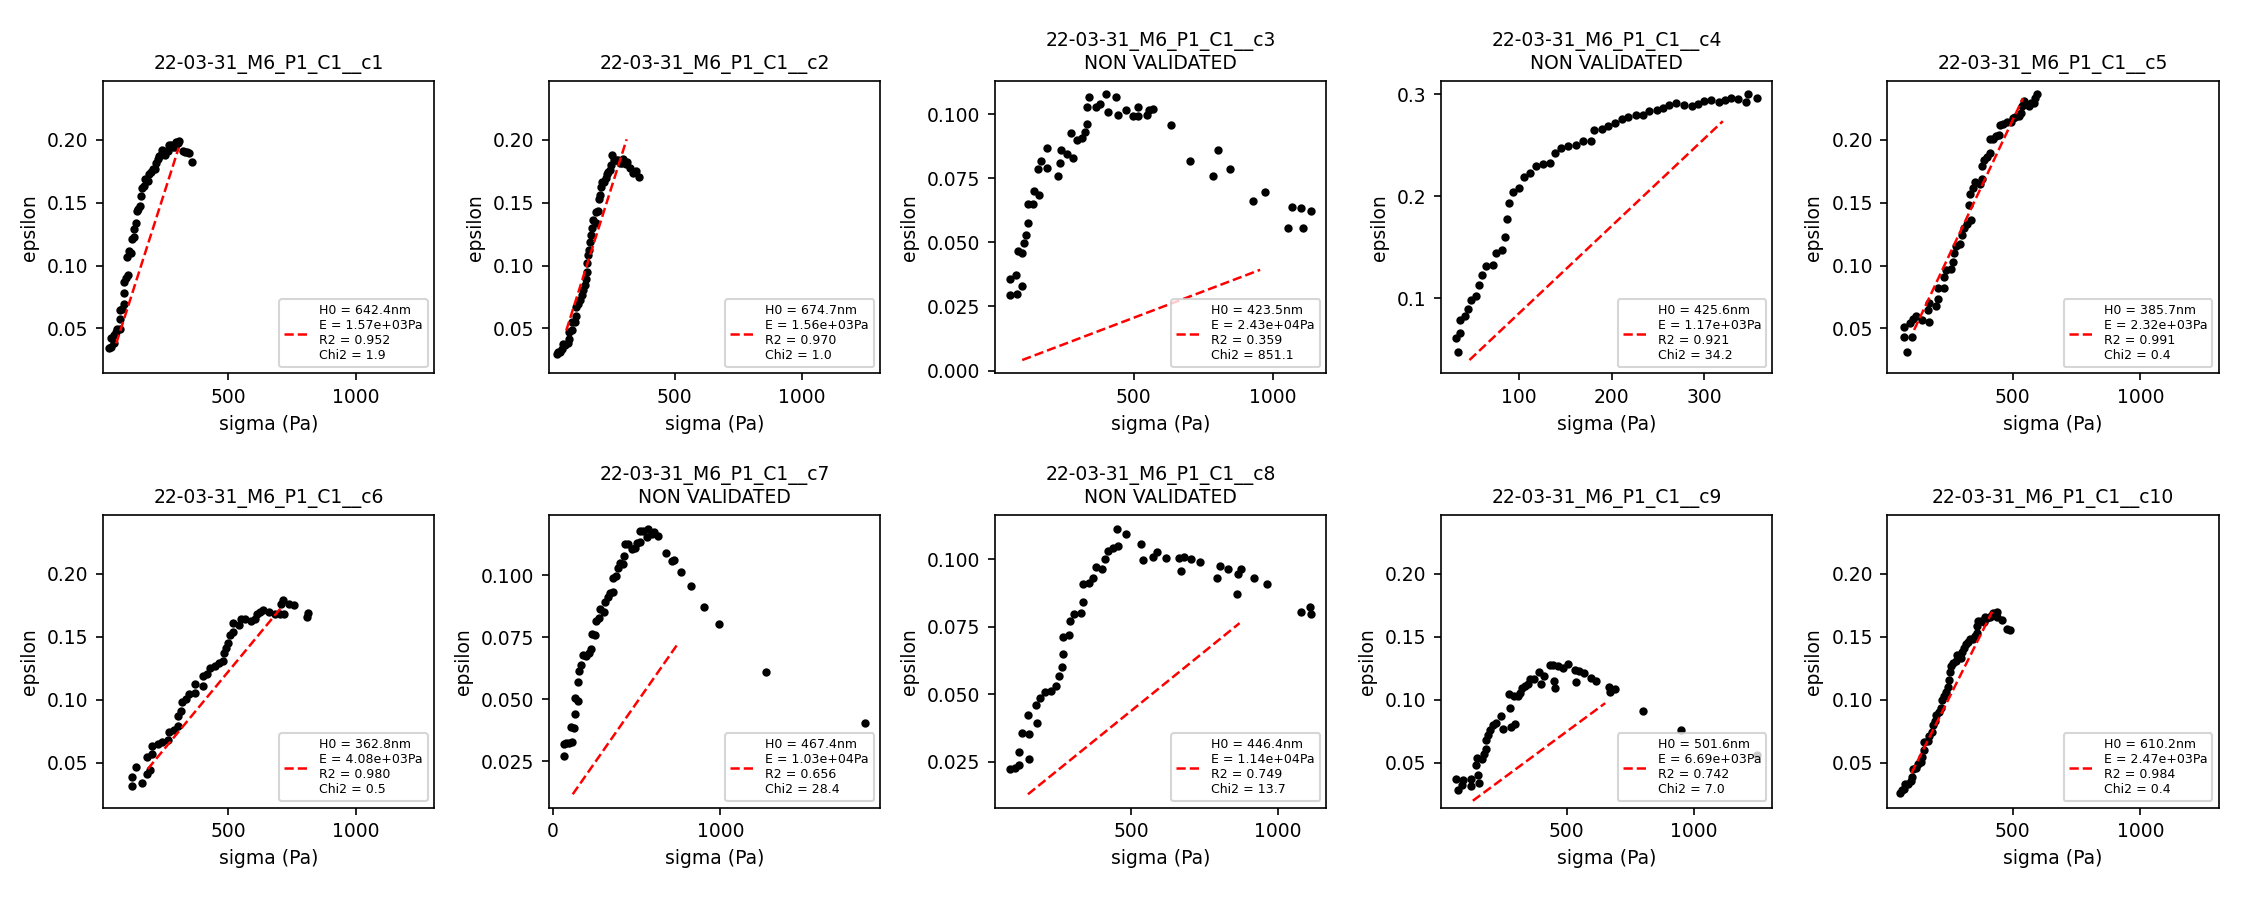 22-03-31_M6_P1_C1__c1
0.20
0.15
0.10
0.05
epsilon
H0 = 642.4nm
E = 1.57e+03Pa
R2 = 0.952
Chi2 = 1.9
500 1000
sigma (Pa)
22-03-31_M6_P1_C1__c2
0.20
0.15
0.10
0.05
epsilon
H0 = 674.7nm
E = 1.56e+03Pa
R2 = 0.970
Chi2 = 1.0
500 1000
sigma (Pa)
22-03-31_M6_P1_C1__c3
NON VALIDATED
0.100
0.075
0.050
0.025
0.000
epsilon
H0 = 423.5nm
E = 2.43e+04Pa
R2 = 0.359
Chi2 = 851.1
500 1000
sigma (Pa)
22-03-31_M6_P1_C1__c4
NON VALIDATED
0.3
0.2
0.1
epsilon
H0 = 425.6nm
E = 1.17e+03Pa
R2 = 0.921
Chi2 = 34.2
100 200 300
sigma (Pa)
22-03-31_M6_P1_C1__c5
0.20
0.15
0.10
0.05
epsilon
H0 = 385.7nm
E = 2.32e+03Pa
R2 = 0.991
Chi2 = 0.4
500 1000
sigma (Pa)
22-03-31_M6_P1_C1__c6
0.20
0.15
0.10
0.05
epsilon
H0 = 362.8nm
E = 4.08e+03Pa
R2 = 0.980
Chi2 = 0.5
500 1000
sigma (Pa)
22-03-31_M6_P1_C1__c7
NON VALIDATED
0.100
0.075
0.050
0.025
epsilon
H0 = 467.4nm
E = 1.03e+04Pa
R2 = 0.656
Chi2 = 28.4
0 1000
sigma (Pa)
22-03-31_M6_P1_C1__c8
NON VALIDATED
0.100
0.075
0.050
0.025
epsilon
H0 = 446.4nm
E = 1.14e+04Pa
R2 = 0.749
Chi2 = 13.7
500 1000
sigma (Pa)
22-03-31_M6_P1_C1__c9
0.20
0.15
0.10
0.05
epsilon
H0 = 501.6nm
E = 6.69e+03Pa
R2 = 0.742
Chi2 = 7.0
500 1000
sigma (Pa)
22-03-31_M6_P1_C1__c10
0.20
0.15
0.10
0.05
epsilon
H0 = 610.2nm
E = 2.47e+03Pa
R2 = 0.984
Chi2 = 0.4
500 1000
sigma (Pa)